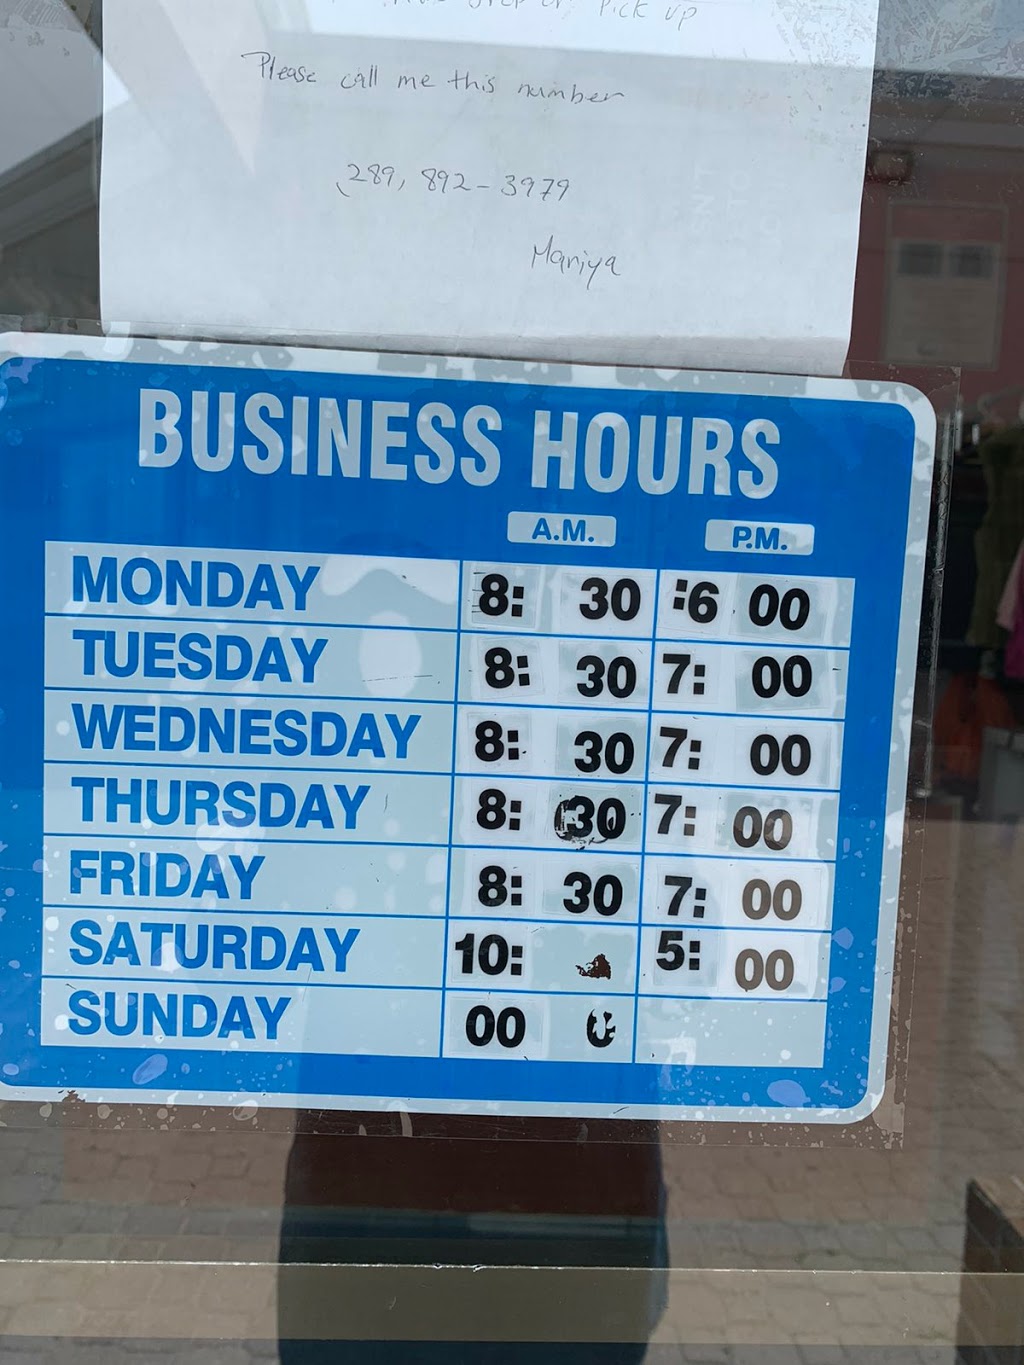 Drop or Pick up
Please call me this number
(289, 892-3979
Mariya
BUSINESS HOURS
A.M. P.M.
MONDAY 8: 30 :6 00
TUESDAY 8: 30 7: 00
WEDNESDAY 8: 30 7: 00
THURSDAY 8: 30 7: 00
FRIDAY 8: 30 7: 00
SATURDAY 10: 5: 00
SUNDAY 00